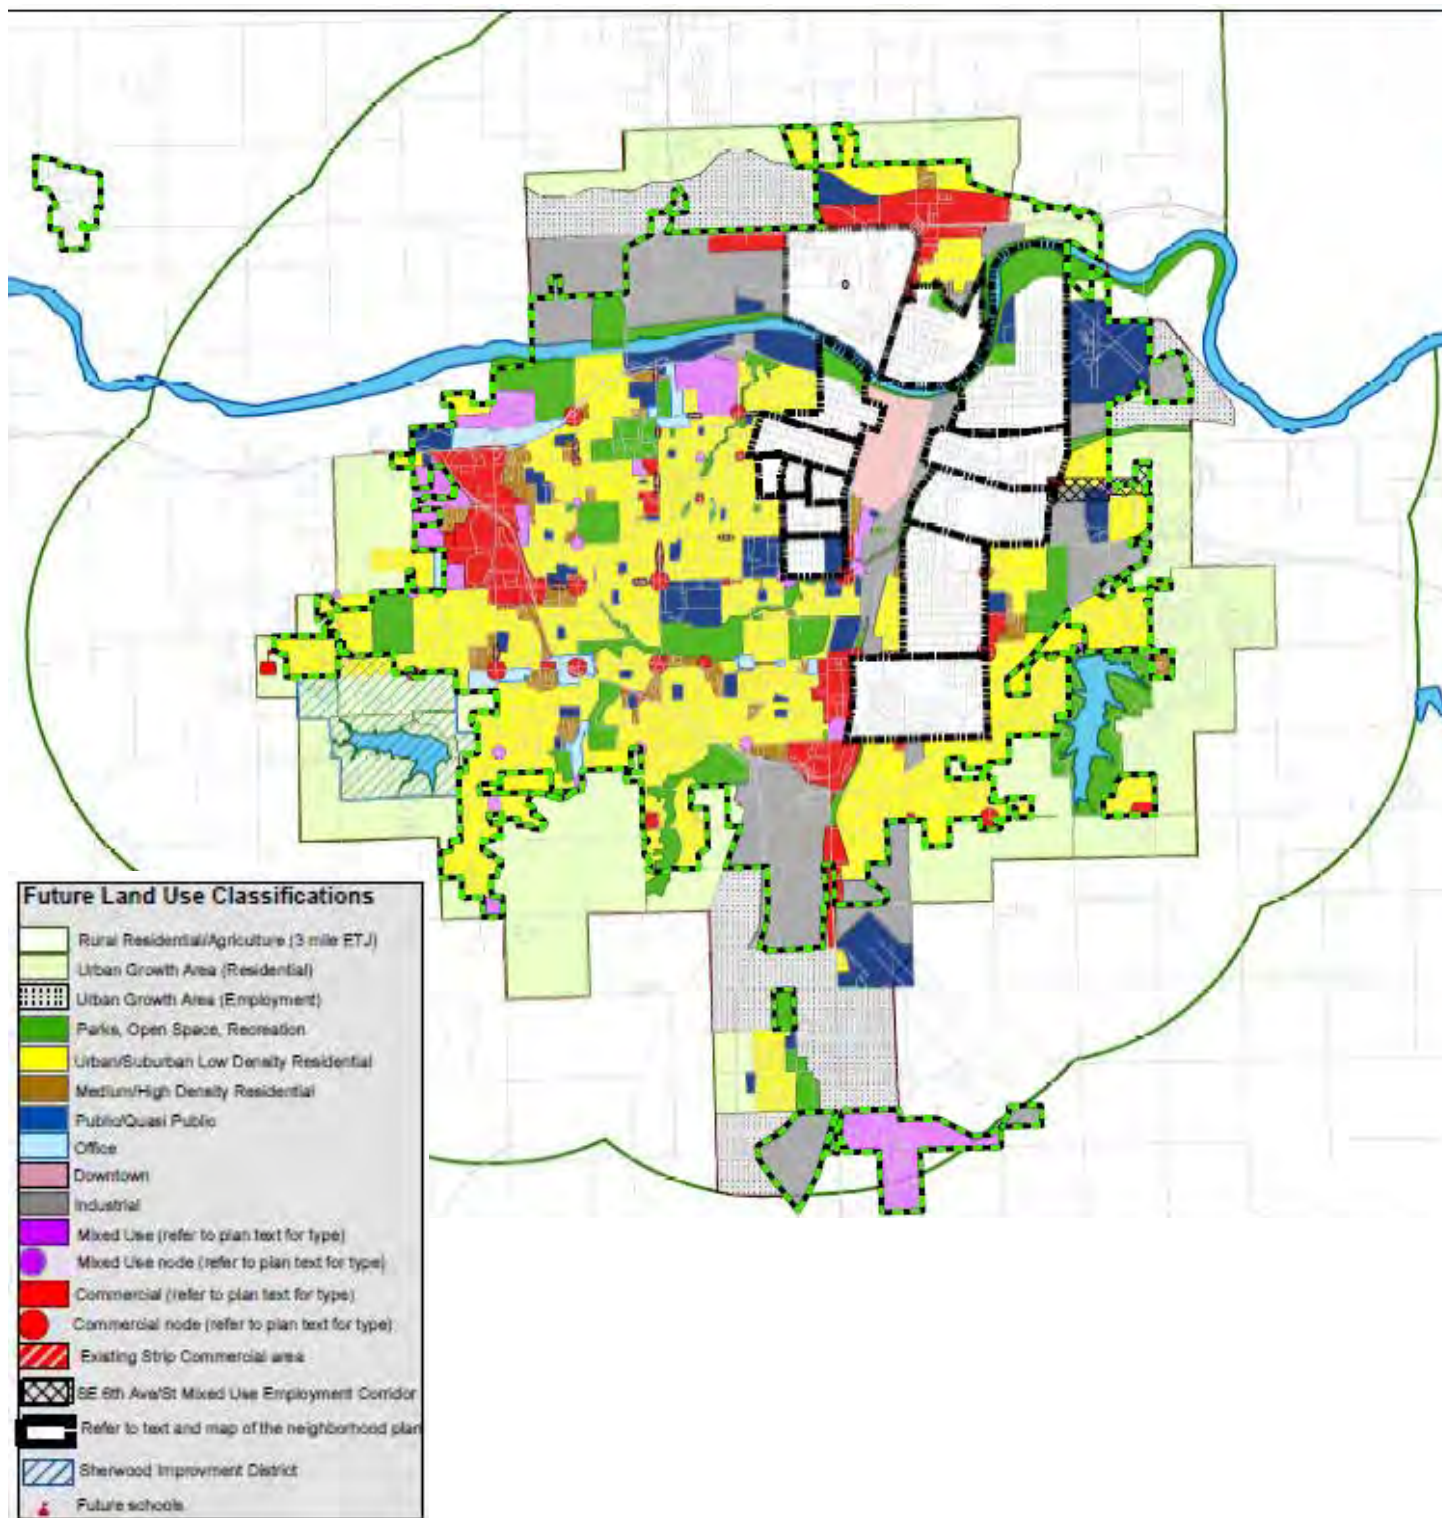 Future Land Use Classifications
Rural Residential/Agriculture (3 mile ETJ)
Urban Growth Area (Residential)
Urban Growth Area (Employment)
Parks, Open Space, Recreation
Urban/Suburban Low Density Residential
Medium/High Density Residential
Public/Quasi Public
Office
Downtown
Industrial
Mixed Use (refer to plan text for type)
Mixed Use node (refer to plan text for type)
Commercial (refer to plan text for type)
Commercial node (refer to plan text for type)
Existing Strip Commercial area
SE 6th Ave/St Mixed Use Employment Corridor
Refer to text and map of the neighborhood plan
Sherwood Improvment District
Future schools